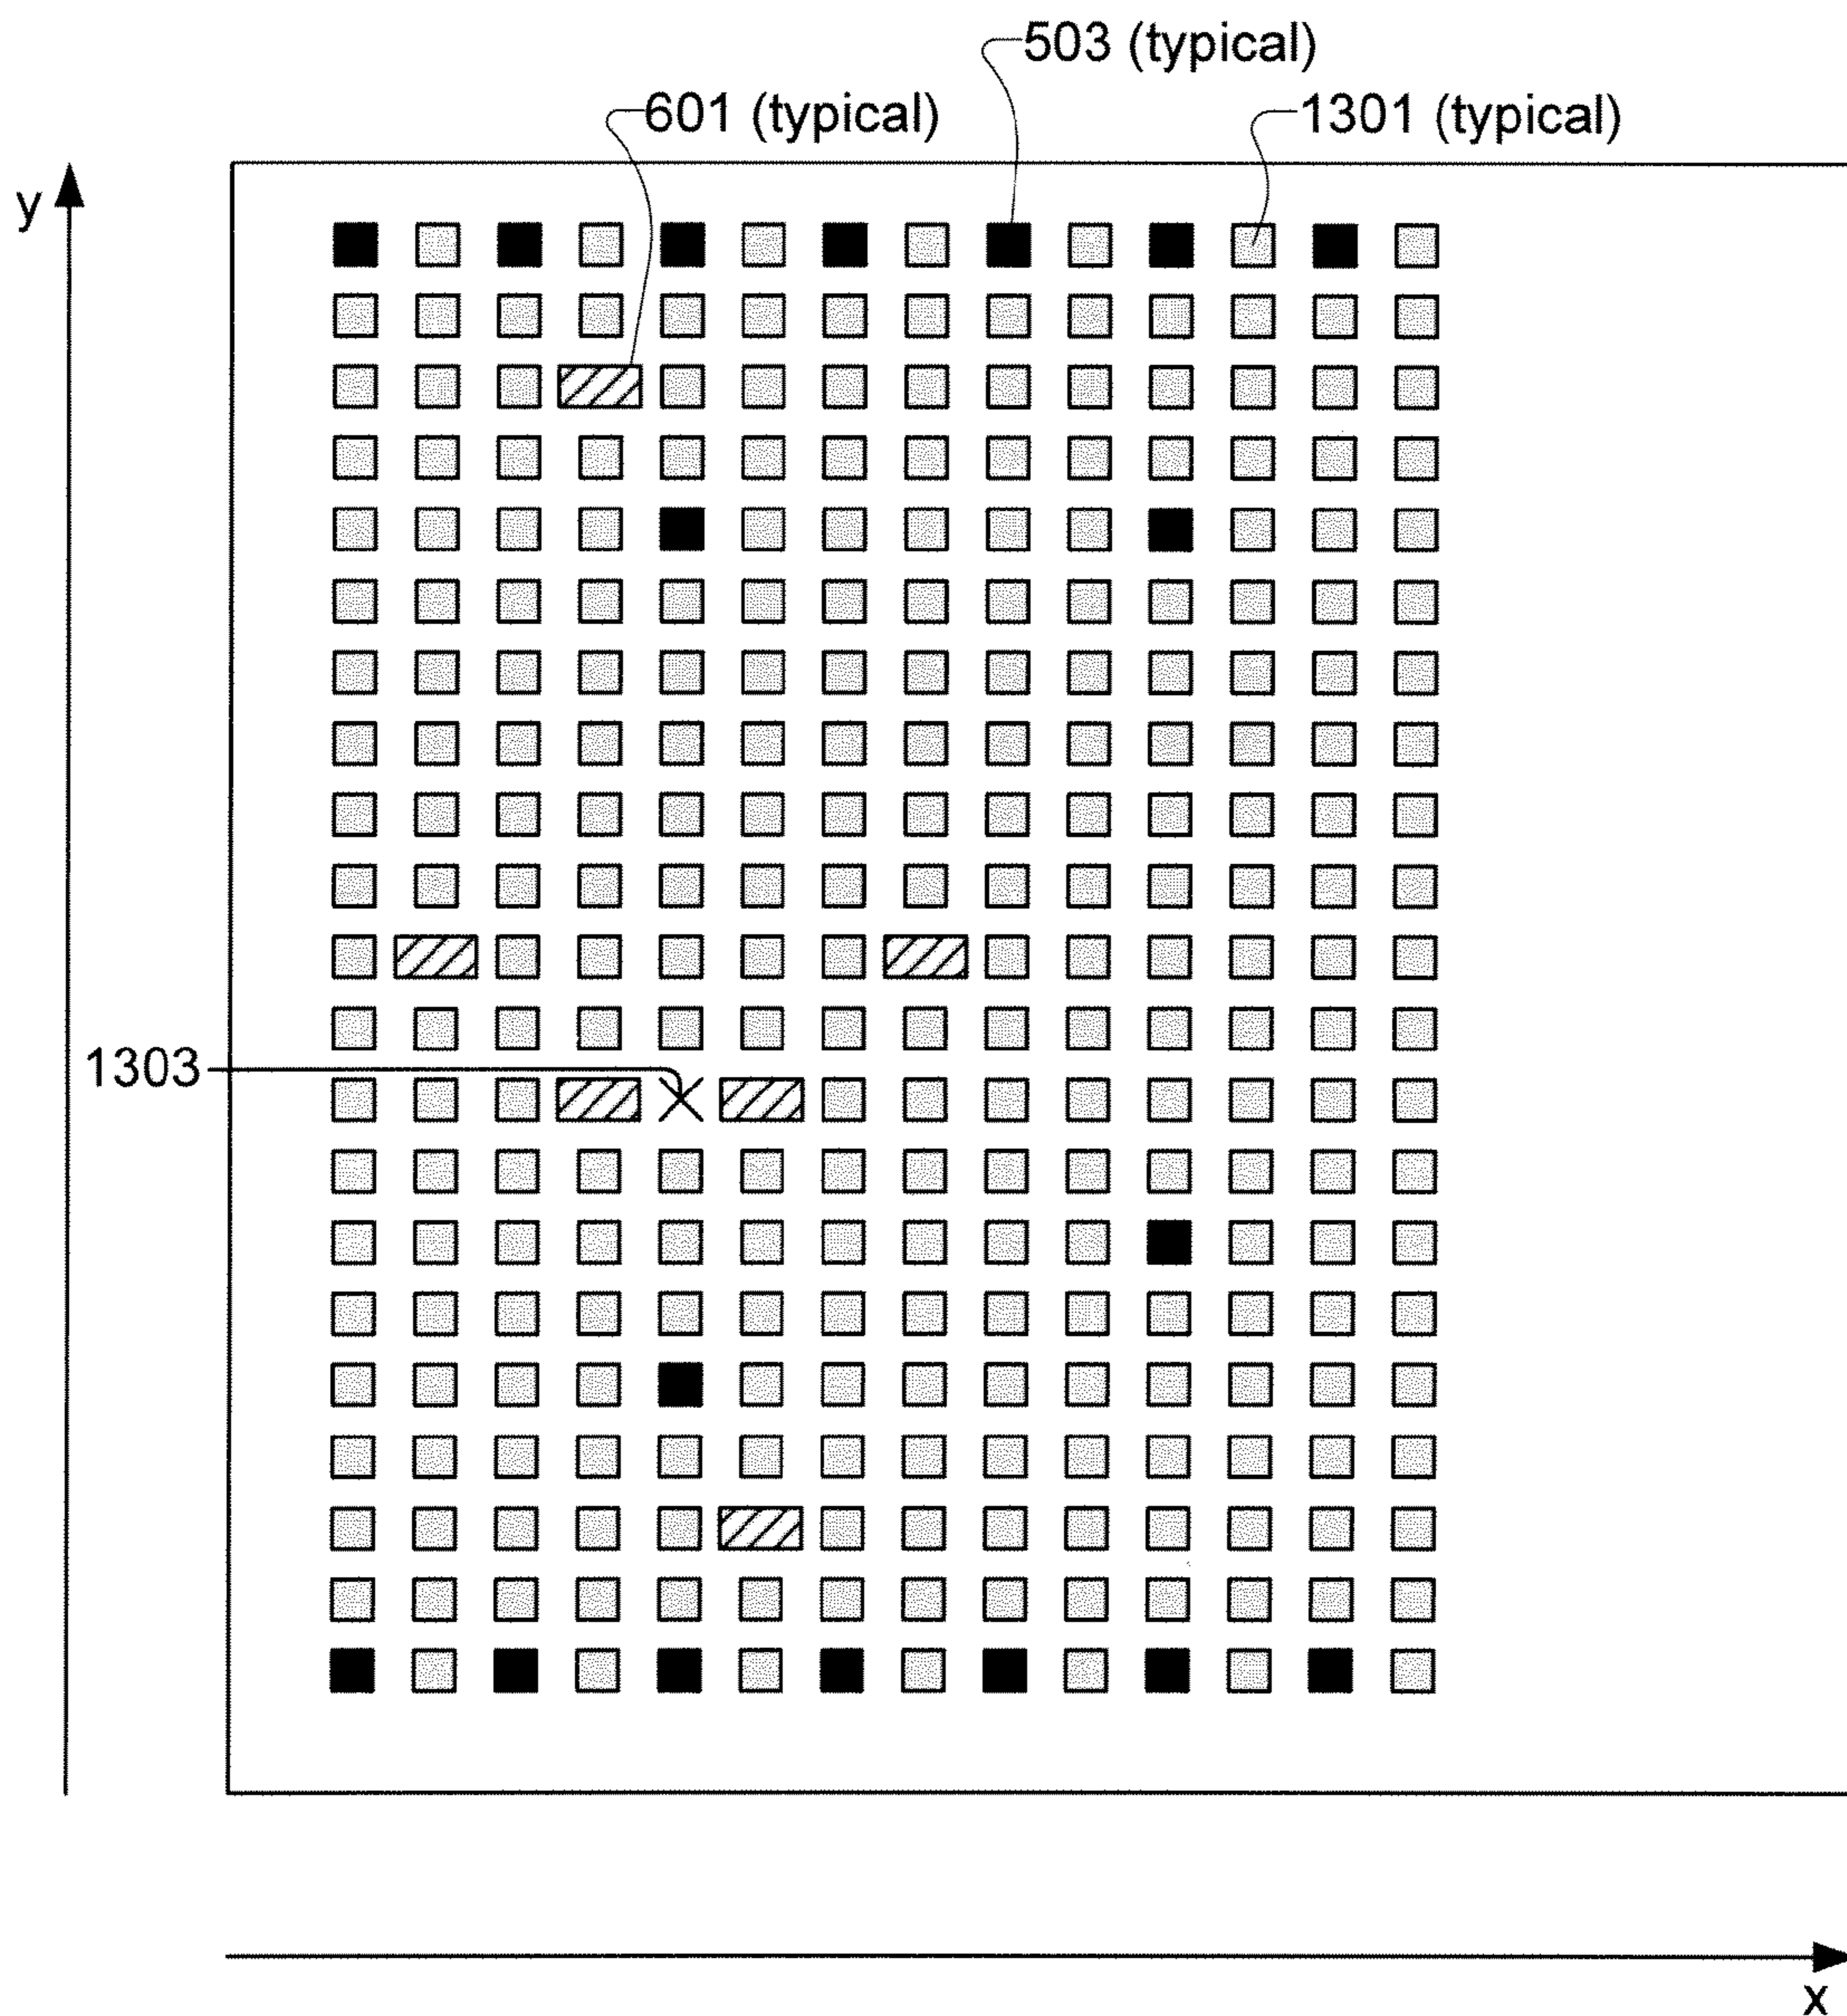 503 (typical)
601 (typical)
1301 (typical)
y
1303
x